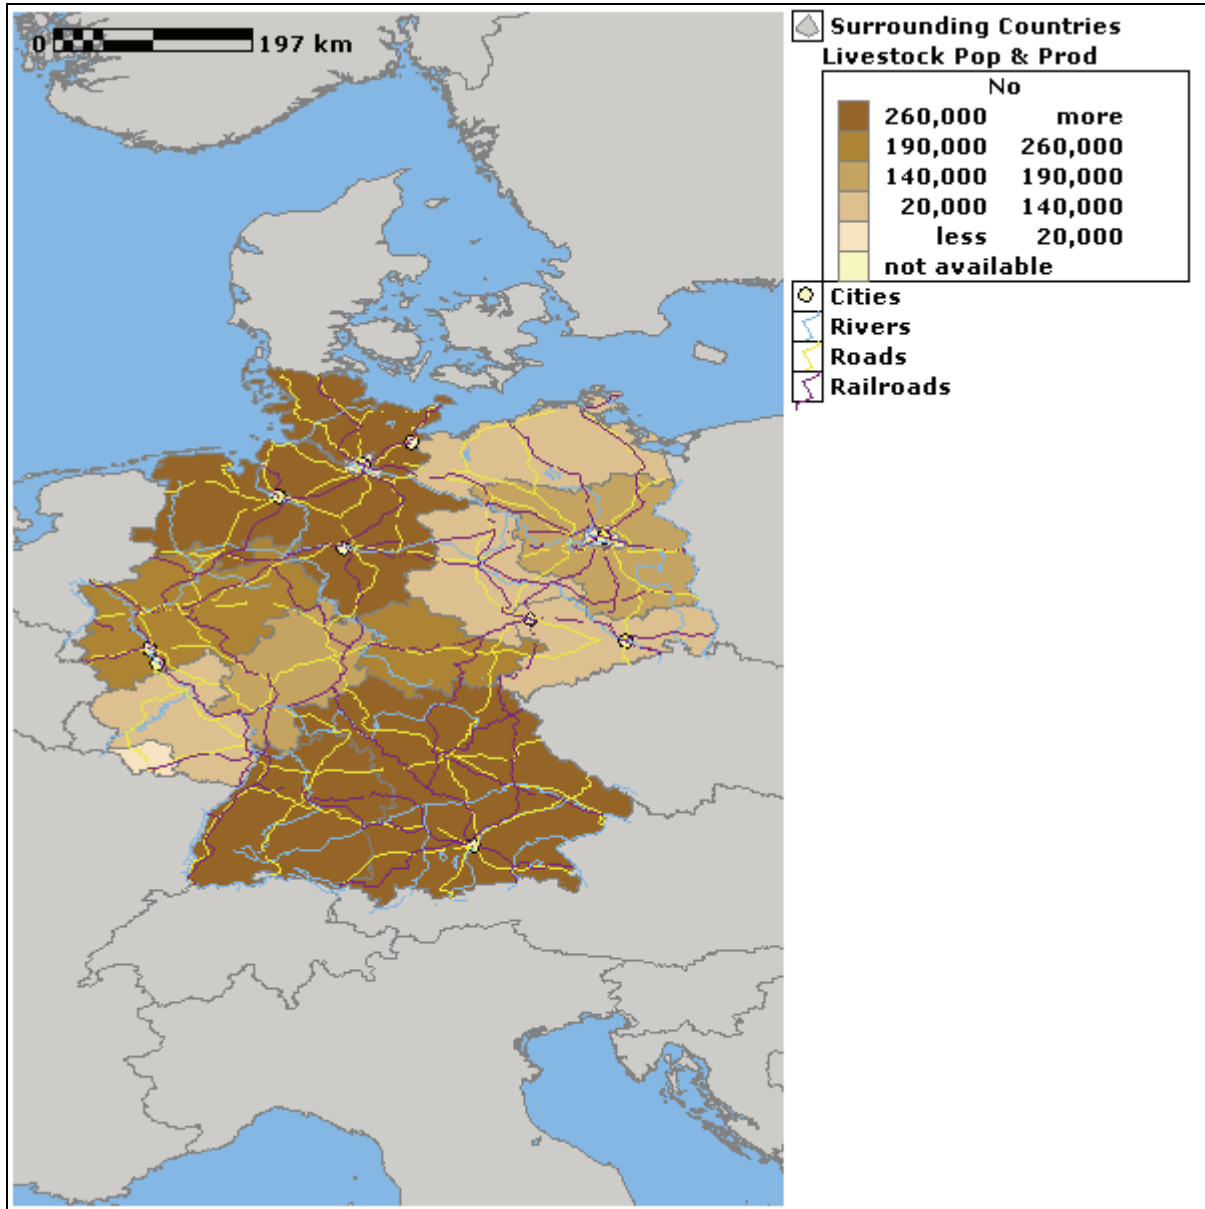 0 197 km
Surrounding Countries
Livestock Pop & Prod
No
260,000 more
190,000 260,000
140,000 190,000
20,000 140,000
less 20,000
not available
Cities
Rivers
Roads
Railroads